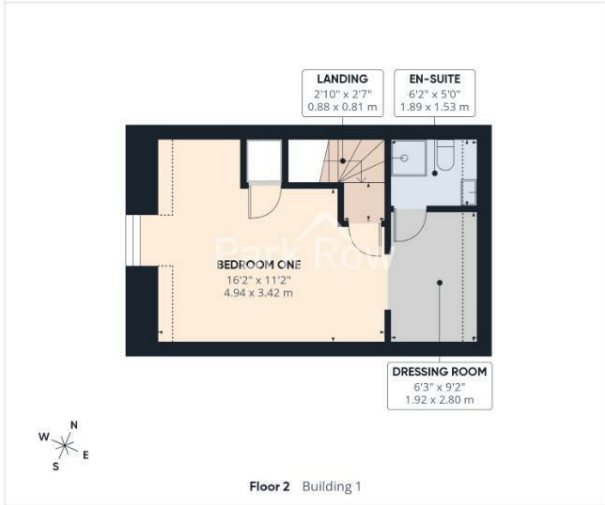 LANDING
2'10" x 2'7"
0.88 x 0.81 m
EN-SUITE
6'2" x 5'0"
1.89 x 1.53 m
Park Row
BEDROOM ONE
16'2" x 11'2"
4.94 x 3.42 m
DRESSING ROOM
6'3" x 9'2"
1.92 x 2.80 m
N
W
E
S
Floor 2 Building 1